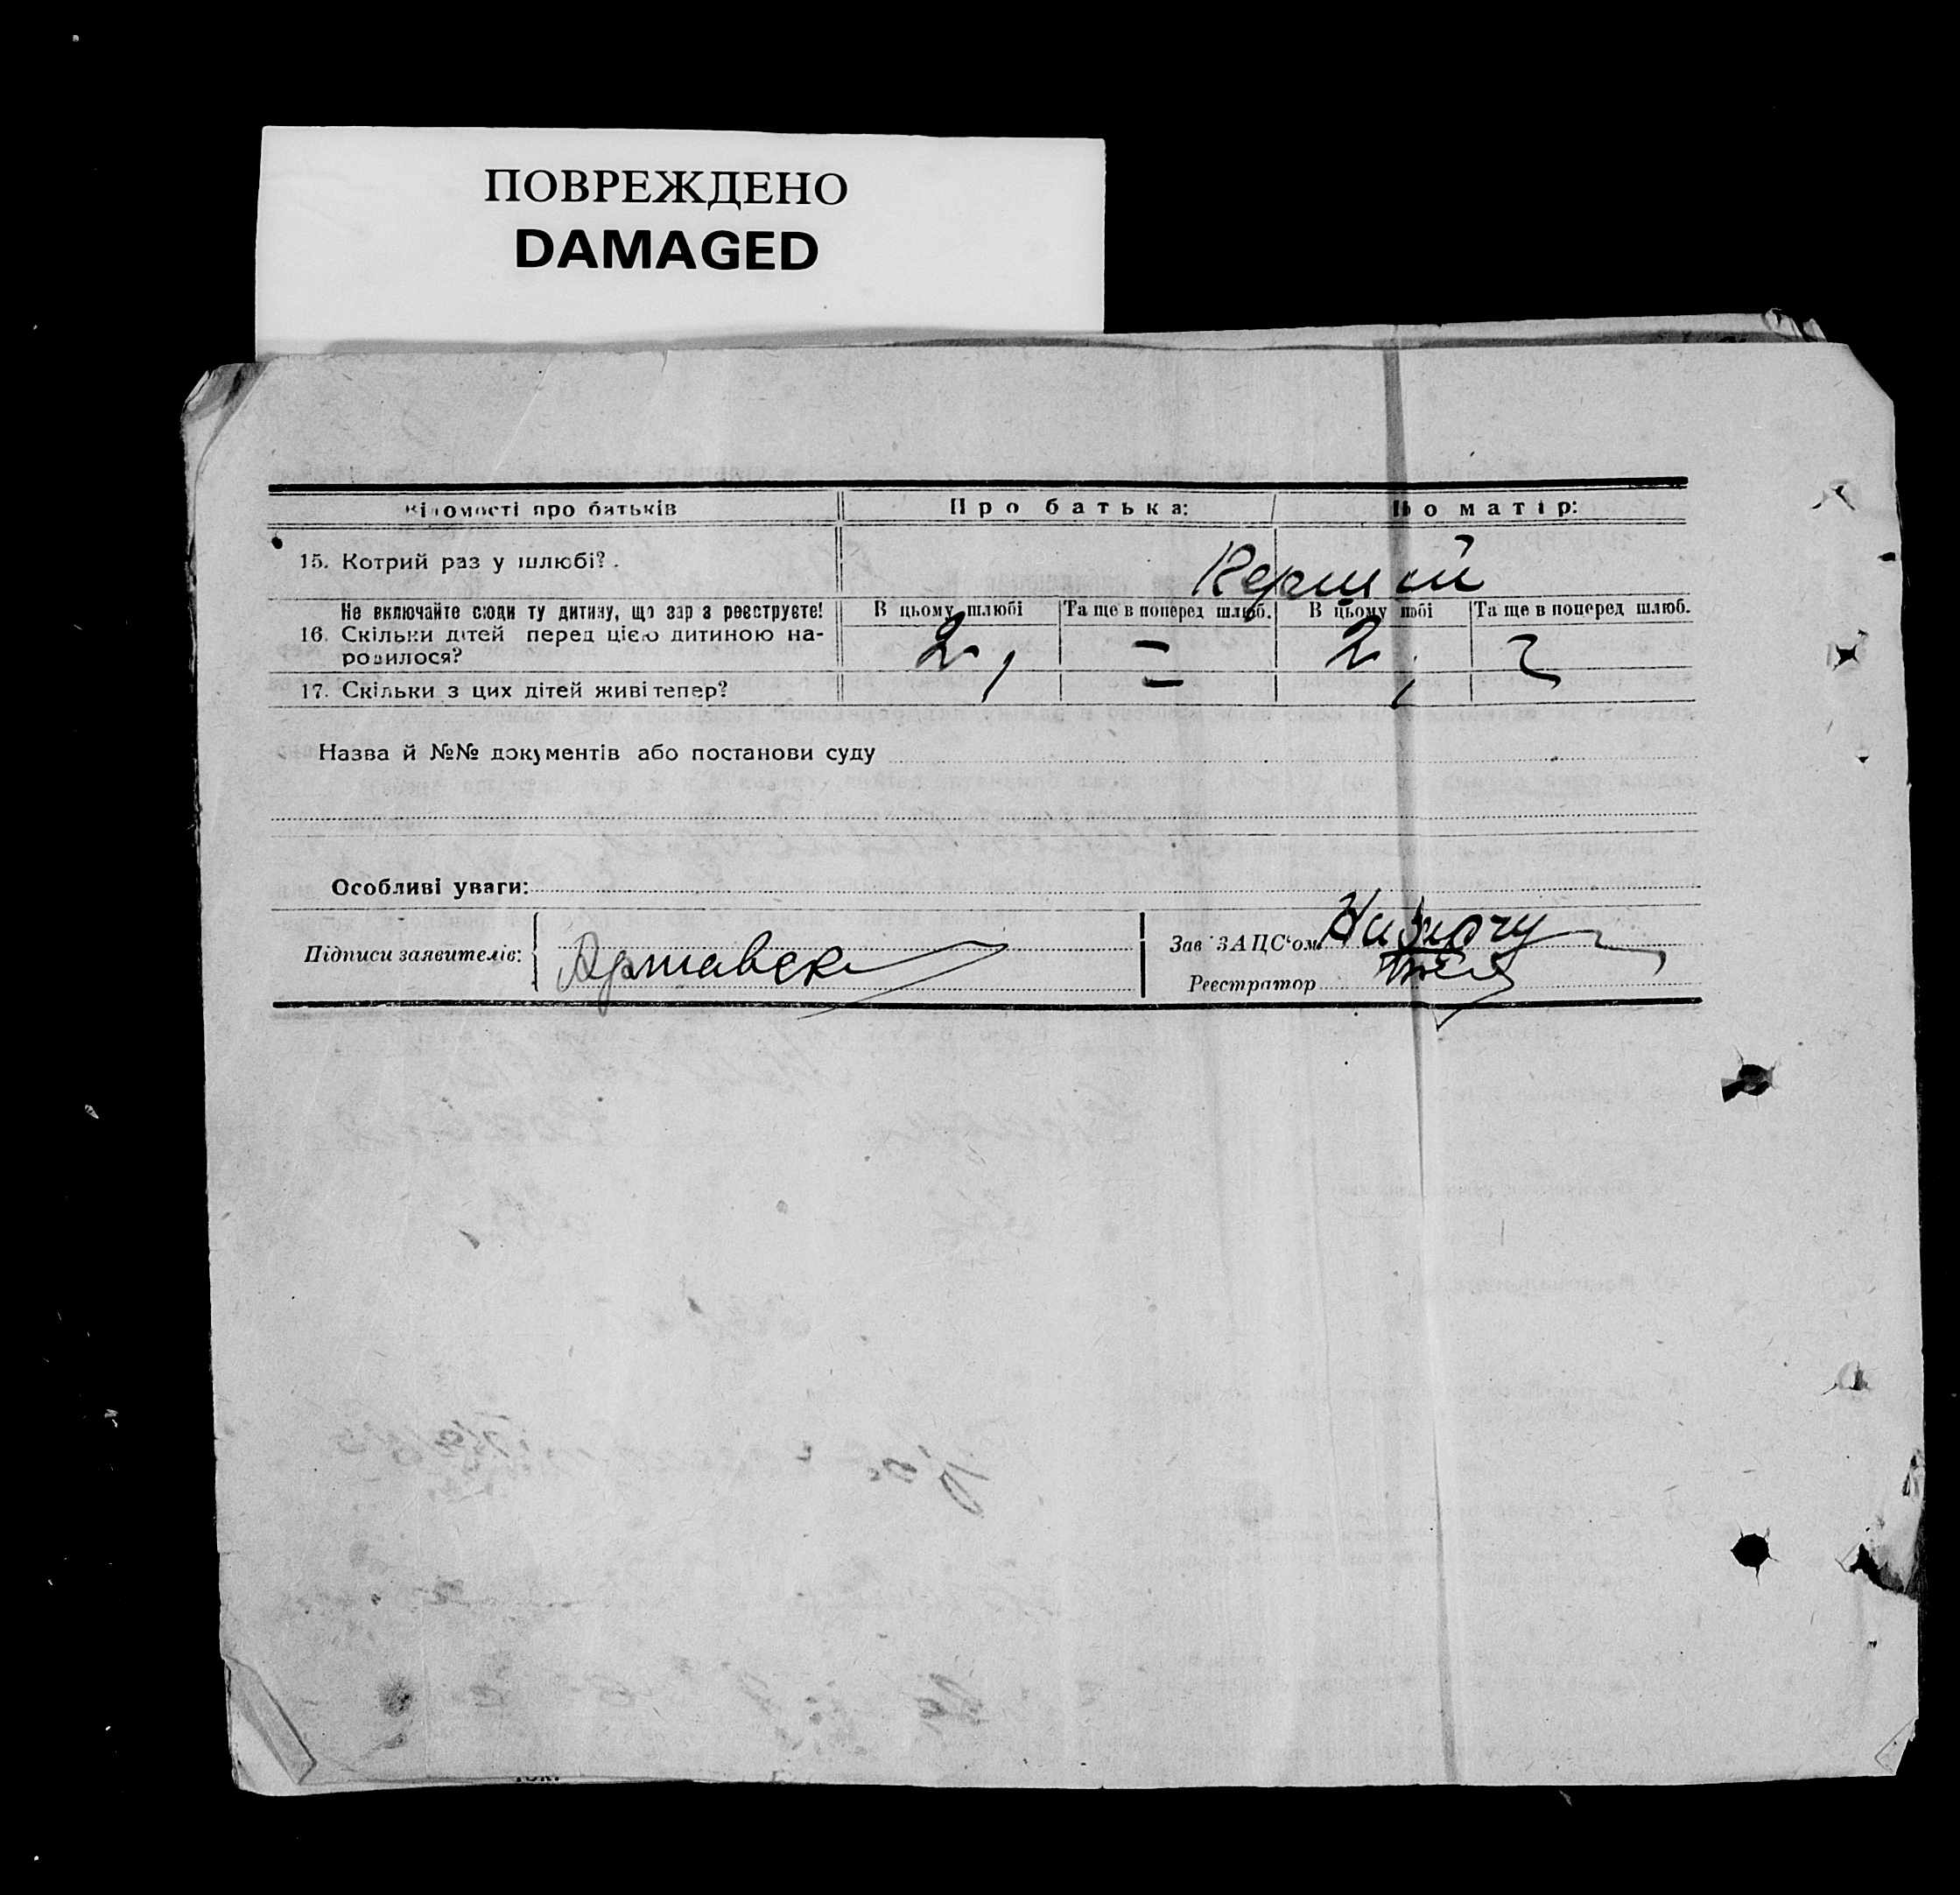 ПОВРЕЖДЕНО
DAMAGED
Відомості про батьків Про батька: Про матір:
15. Котрий раз у шлюбі? Перший
Не включайте сюди ту дитину, що зараз реєструєте! В цьому шлюбі Та ще в поперед шлюб. В цьому шлюбі Та ще в поперед шлюб.
16. Скільки дітей перед цією дитиною на- 2 = 2
родилося?
17. Скільки з цих дітей живі тепер?
Назва й №№ документів або постанови суду
Особливі уваги:
Підписи заявителів: Зав ЗАЦС'ом
Реєстратор